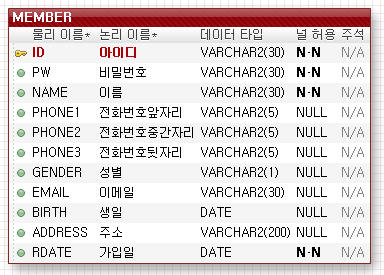 MEMBER
물리 이름* 논리 이름* 데이터 타입 널 허용 주석
ID 아이디 VARCHAR2(30) N·N N/A
PW 비밀번호 VARCHAR2(30) N·N N/A
NAME 이름 VARCHAR2(30) N·N N/A
PHONE1 전화번호앞자리 VARCHAR2(5) NULL N/A
PHONE2 전화번호중간자리 VARCHAR2(5) NULL N/A
PHONE3 전화번호뒷자리 VARCHAR2(5) NULL N/A
GENDER 성별 VARCHAR2(1) NULL N/A
EMAIL 이메일 VARCHAR2(30) NULL N/A
BIRTH 생일 DATE NULL N/A
ADDRESS 주소 VARCHAR2(200) NULL N/A
RDATE 가입일 DATE N·N N/A